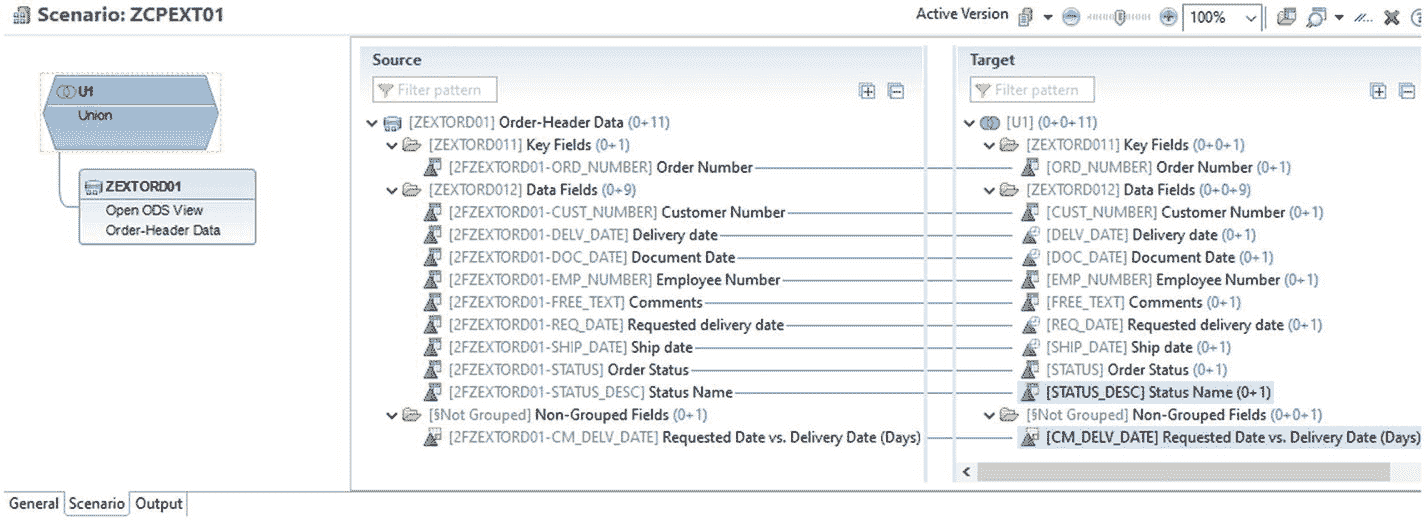 Scenario: ZCPEXT01
Active Version
100%
U1
Union
ZEXTORD01
Open ODS View
Order-Header Data
Source
Filter pattern
[ZEXTORD01] Order-Header Data (0+11)
[ZEXTORD011] Key Fields (0+1)
[2FZEXTORD01-ORD_NUMBER] Order Number
[ZEXTORD012] Data Fields (0+9)
[2FZEXTORD01-CUST_NUMBER] Customer Number
[2FZEXTORD01-DELV_DATE] Delivery date
[2FZEXTORD01-DOC_DATE] Document Date
[2FZEXTORD01-EMP_NUMBER] Employee Number
[2FZEXTORD01-FREE_TEXT] Comments
[2FZEXTORD01-REQ_DATE] Requested delivery date
[2FZEXTORD01-SHIP_DATE] Ship date
[2FZEXTORD01-STATUS] Order Status
[2FZEXTORD01-STATUS_DESC] Status Name
[§Not Grouped] Non-Grouped Fields (0+1)
[2FZEXTORD01-CM_DELV_DATE] Requested Date vs. Delivery Date (Days)
Target
Filter pattern
[U1] (0+0+11)
[ZEXTORD011] Key Fields (0+0+1)
[ORD_NUMBER] Order Number (0+1)
[ZEXTORD012] Data Fields (0+0+9)
[CUST_NUMBER] Customer Number (0+1)
[DELV_DATE] Delivery date (0+1)
[DOC_DATE] Document Date (0+1)
[EMP_NUMBER] Employee Number (0+1)
[FREE_TEXT] Comments (0+1)
[REQ_DATE] Requested delivery date (0+1)
[SHIP_DATE] Ship date (0+1)
[STATUS] Order Status (0+1)
[STATUS_DESC] Status Name (0+1)
[§Not Grouped] Non-Grouped Fields (0+0+1)
[CM_DELV_DATE] Requested Date vs. Delivery Date (Days)
General Scenario Output